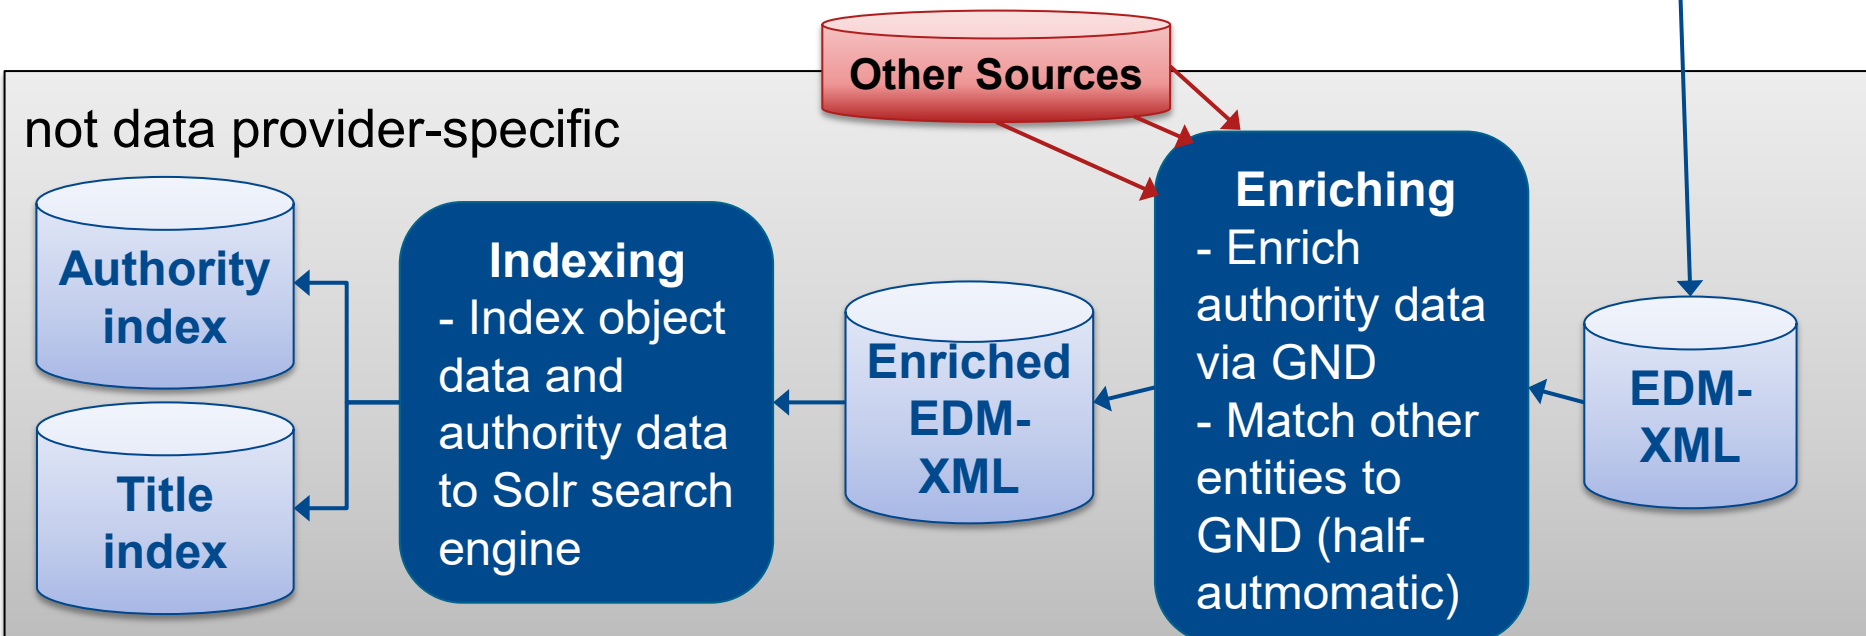 Other Sources
not data provider-specific
Authority
index
Title
index
Indexing
- Index object
data and
authority data
to Solr search
engine
Enriched
EDM-
XML
Enriching
- Enrich
authority data
via GND
- Match other
entities to
GND (half-
autmomatic)
EDM-
XML